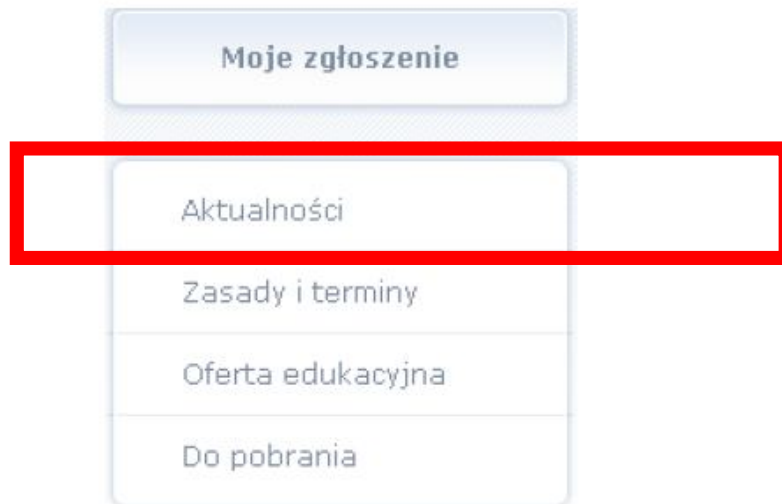 Moje zgłoszenie
Aktualności
Zasady i terminy
Oferta edukacyjna
Do pobrania